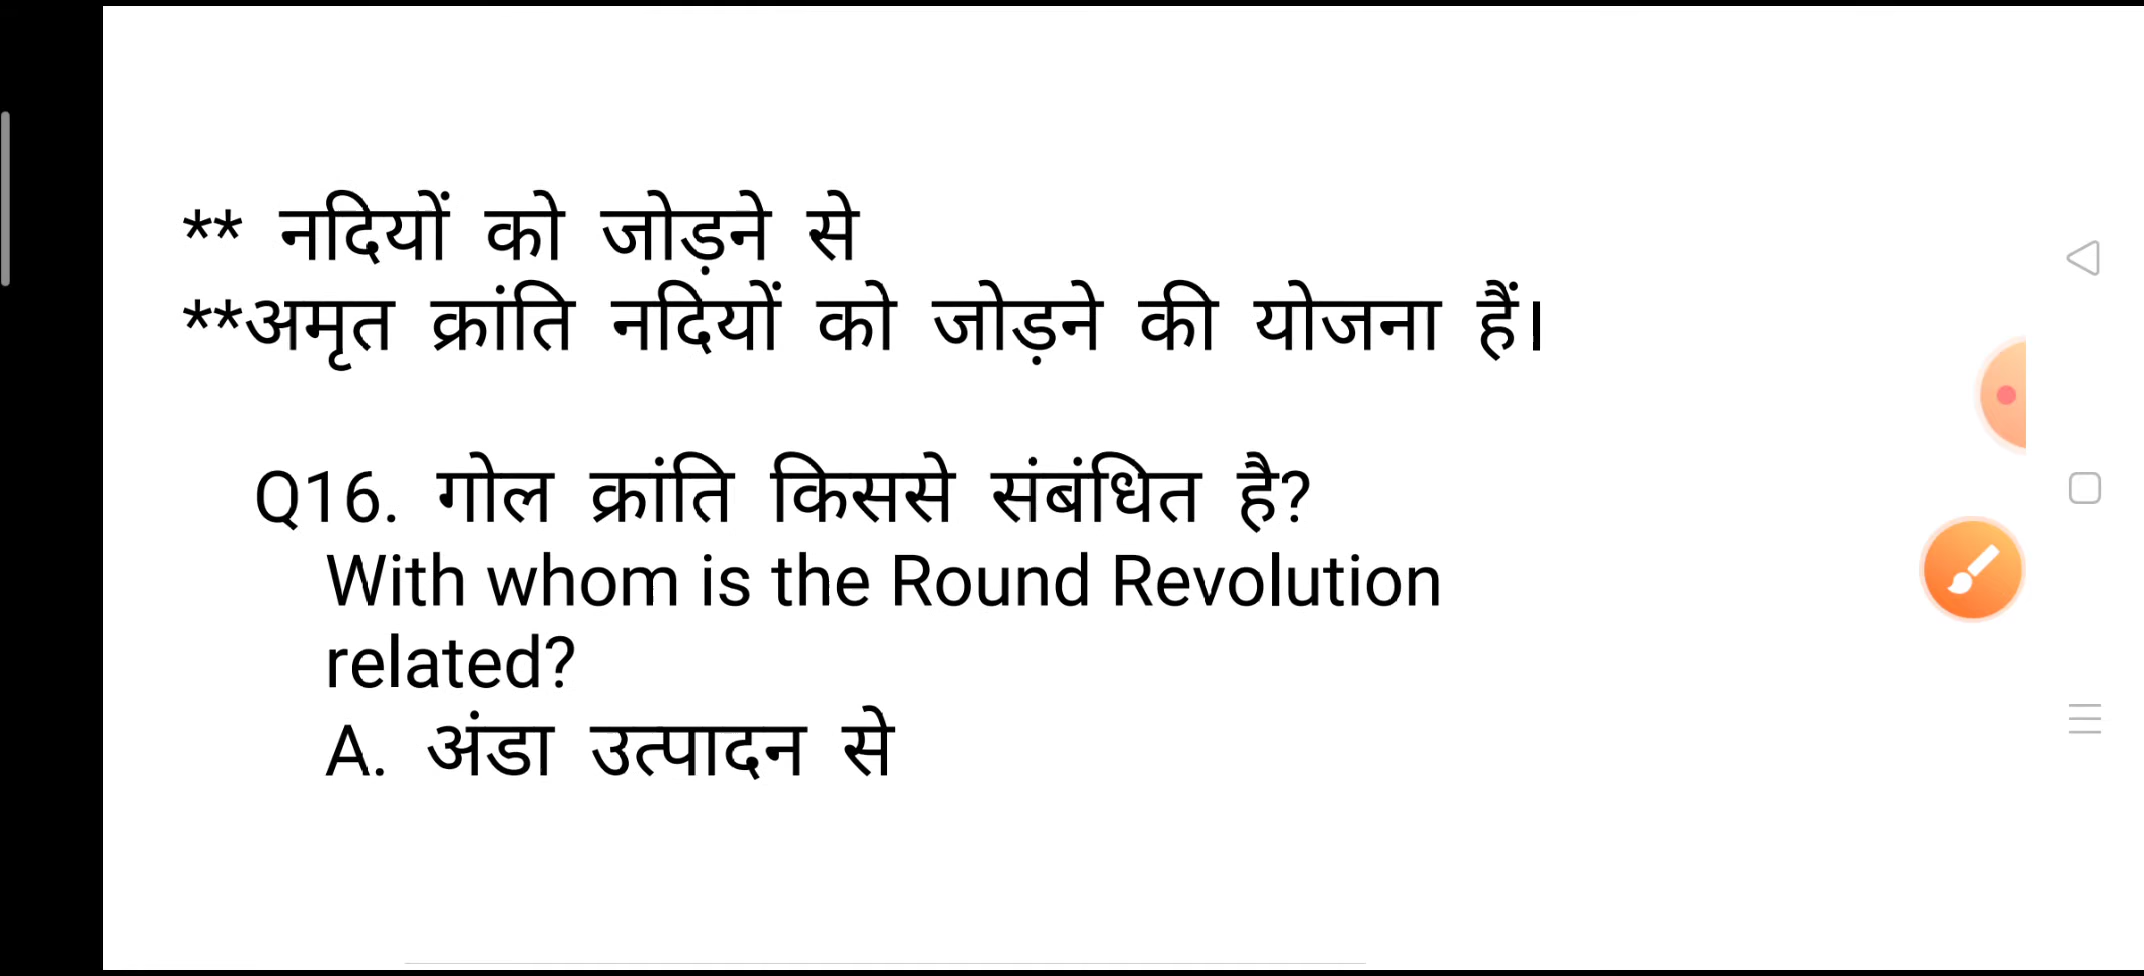 ** नदियों को जोड़ने से
**अमृत क्रांति नदियों को जोड़ने की योजना हैं।
Q16. गोल क्रांति किससे संबंधित है?
With whom is the Round Revolution
related?
A. अंडा उत्पादन से